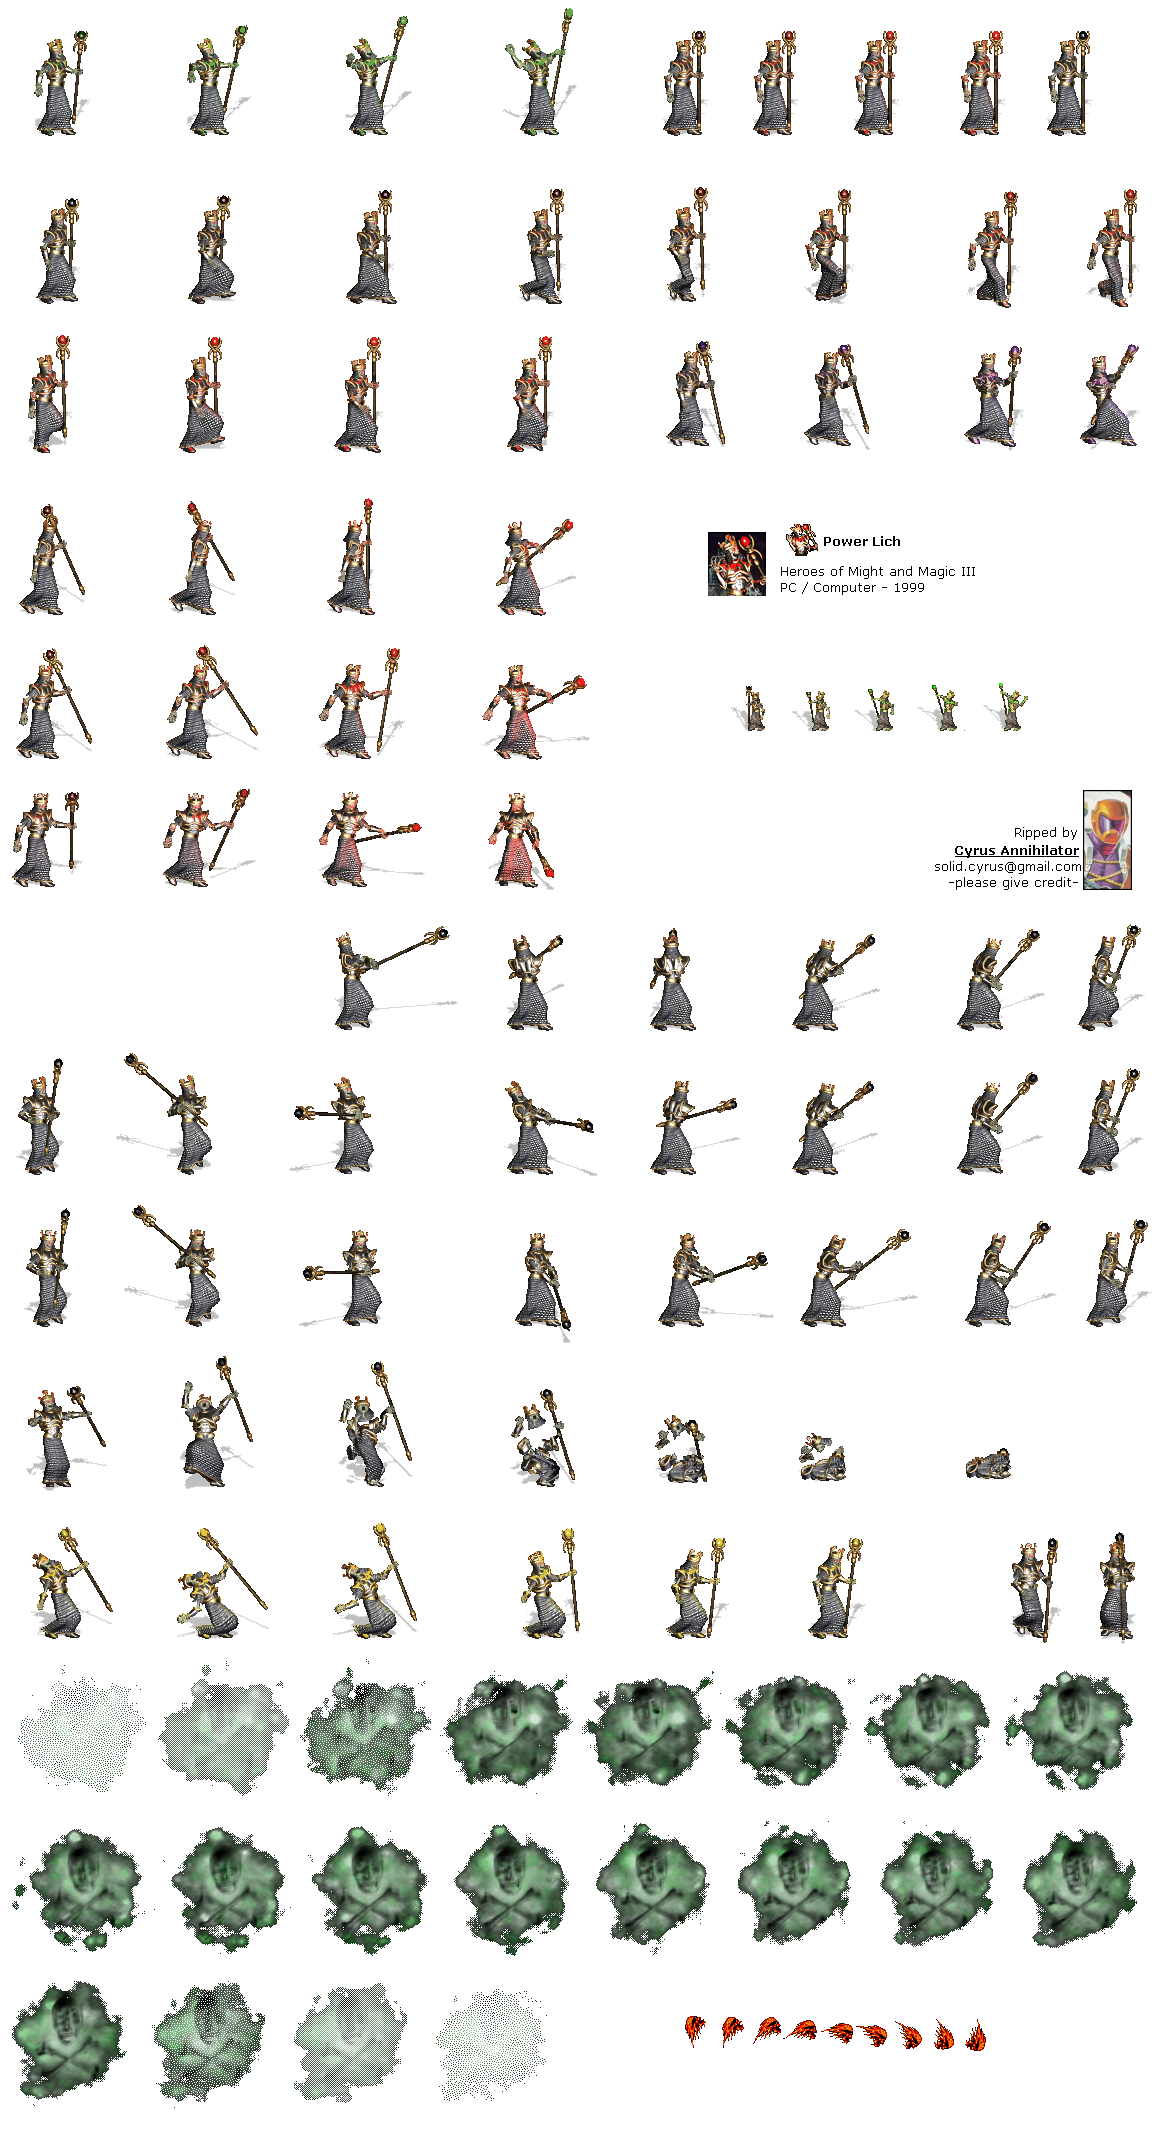 Power Lich
Heroes of Might and Magic III
PC / Computer - 1999
Ripped by
Cyrus Annihilator
solid.cyrus@gmail.com
-please give credit-